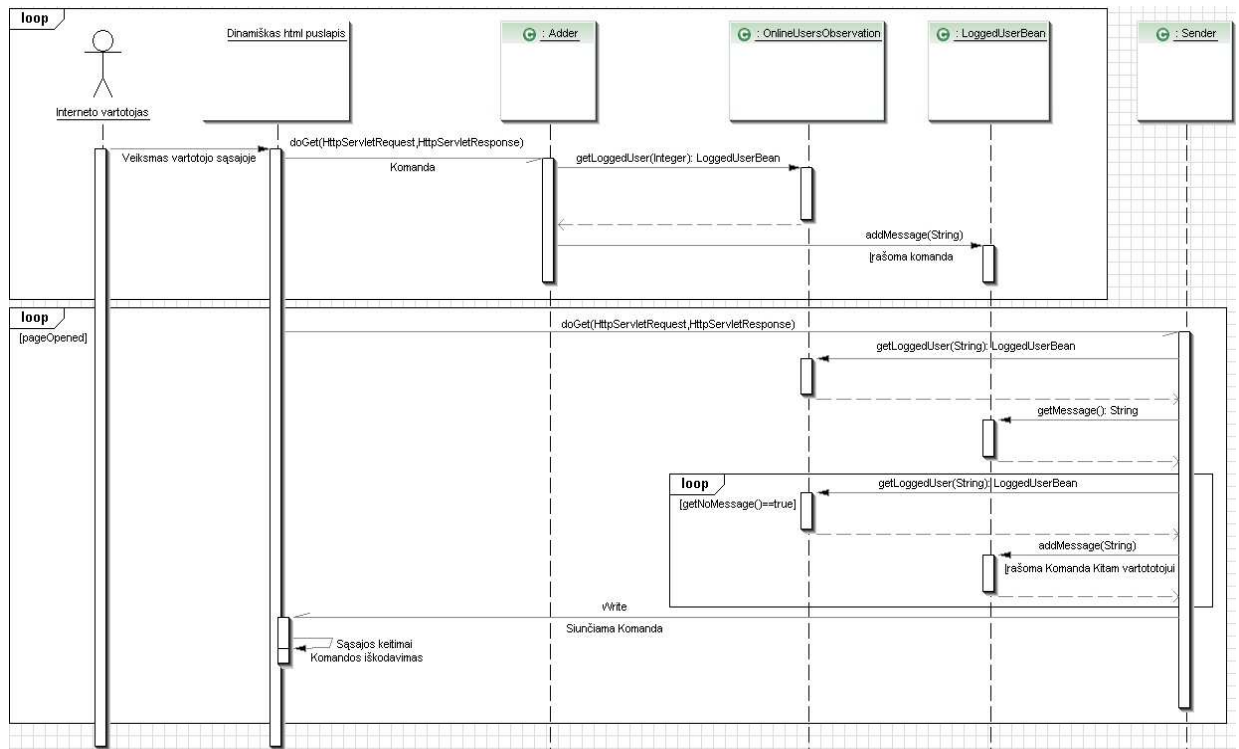 loop
Dinamiškas html puslapis
: Adder
: OnlineUsersObservation
: LoggedUserBean
: Sender
Interneto vartotojas
doGet(HttpServletRequest,HttpServletResponse)
Veiksmas vartotojo sąsajoje
Komanda
getLoggedUser(Integer): LoggedUserBean
addMessage(String)
Įrašoma komanda
loop
[pageOpened]
doGet(HttpServletRequest,HttpServletResponse)
getLoggedUser(String): LoggedUserBean
getMessage(): String
loop
getLoggedUser(String): LoggedUserBean
[getNoMessage()==true]
addMessage(String)
Įrašoma Komanda Kitam vartototojui
Write
Siunčiama Komanda
Sąsajos keitimai
Komandos iškodavimas